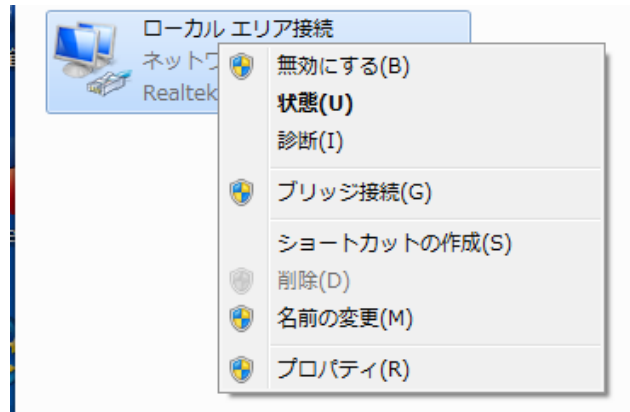 ローカル エリア接続
ネットワ
Realtek
無効にする(B)
状態(U)
診断(I)
ブリッジ接続(G)
ショートカットの作成(S)
削除(D)
名前の変更(M)
プロパティ(R)